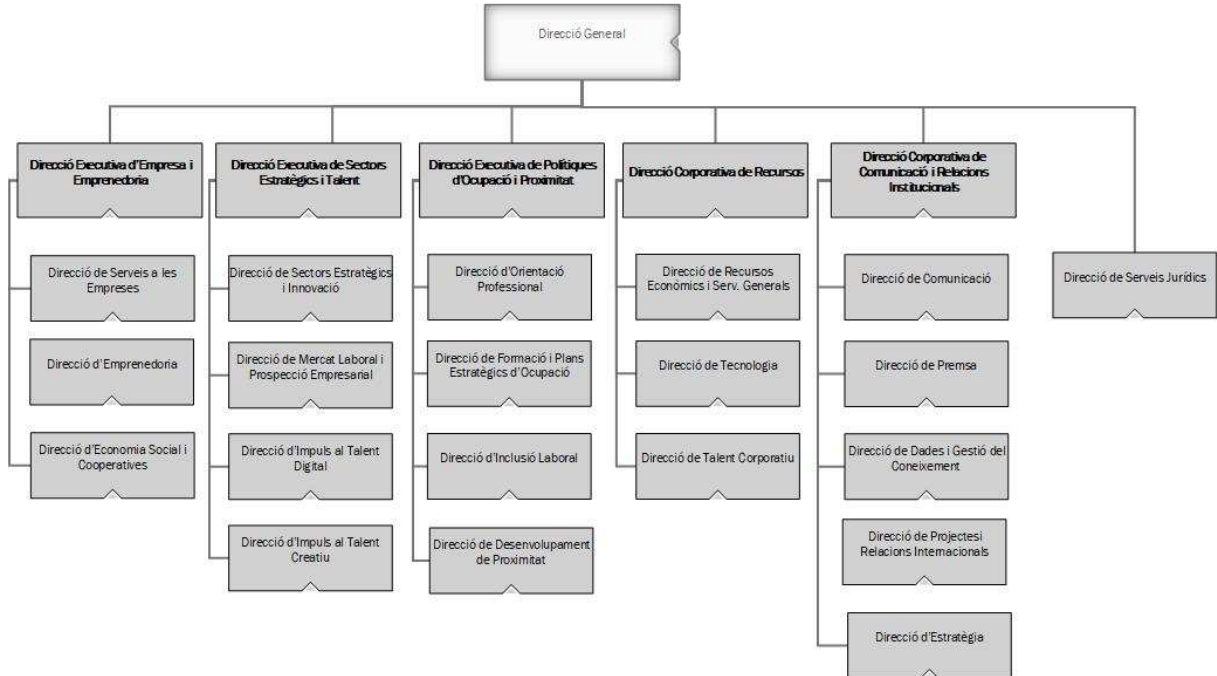 Direcció General
Direcció Executiva d'Empresa i
Emprenedoria
Direcció Executiva de Sectors
Estratègics i Talent
Direcció Executiva de Polítiques
d'Ocupació i Proximitat
Direcció Corporativa de Recursos
Direcció Corporativa de
Comunicació i Relacions
Institucionals
Direcció de Serveis a les
Empreses
Direcció d'Emprenedoria
Direcció d'Economia Social i
Cooperatives
Direcció de Sectors Estratègics
i Innovació
Direcció de Mercat Laboral i
Prospecció Empresarial
Direcció d'Impuls al Talent
Digital
Direcció d'Impuls al Talent
Creatiu
Direcció d'Orientació
Professional
Direcció de Formació i Plans
Estratègics d'Ocupació
Direcció d'Inclusió Laboral
Direcció de Desenvolupament
de Proximitat
Direcció de Recursos
Econòmics i Serv. Generals
Direcció de Tecnologia
Direcció de Talent Corporatiu
Direcció de Comunicació
Direcció de Premsa
Direcció de Dades i Gestió del
Coneixement
Direcció de Projectesi
Relacions Internacionals
Direcció d'Estratègia
Direcció de Serveis Jurídics